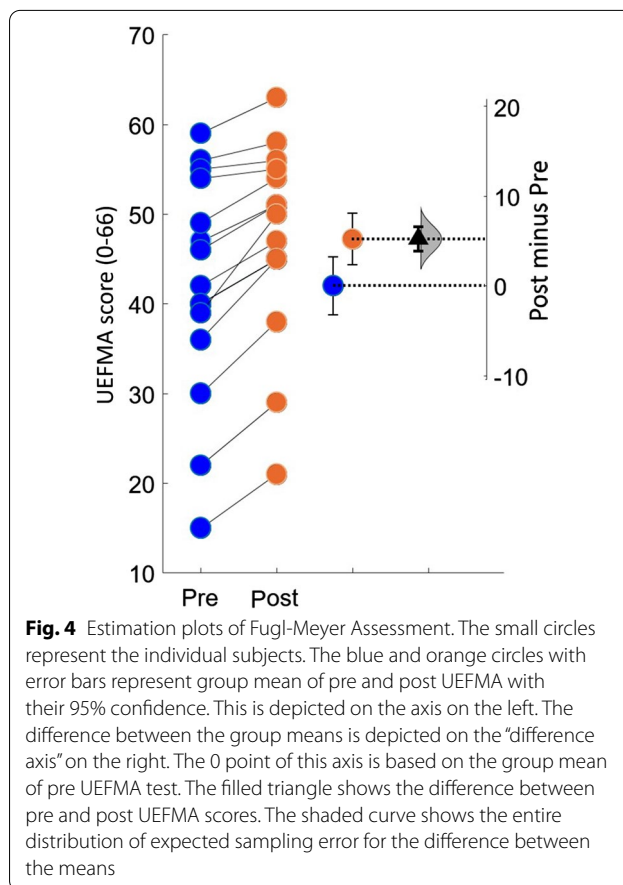 70
60
50
40
30
20
10
UEFMA score (0-66)
Pre Post
20
10
0
-10
Post minus Pre
Fig. 4 Estimation plots of Fugl-Meyer Assessment. The small circles
represent the individual subjects. The blue and orange circles with
error bars represent group mean of pre and post UEFMA with
their 95% confidence. This is depicted on the axis on the left. The
difference between the group means is depicted on the “difference
axis” on the right. The 0 point of this axis is based on the group mean
of pre UEFMA test. The filled triangle shows the difference between
pre and post UEFMA scores. The shaded curve shows the entire
distribution of expected sampling error for the difference between
the means